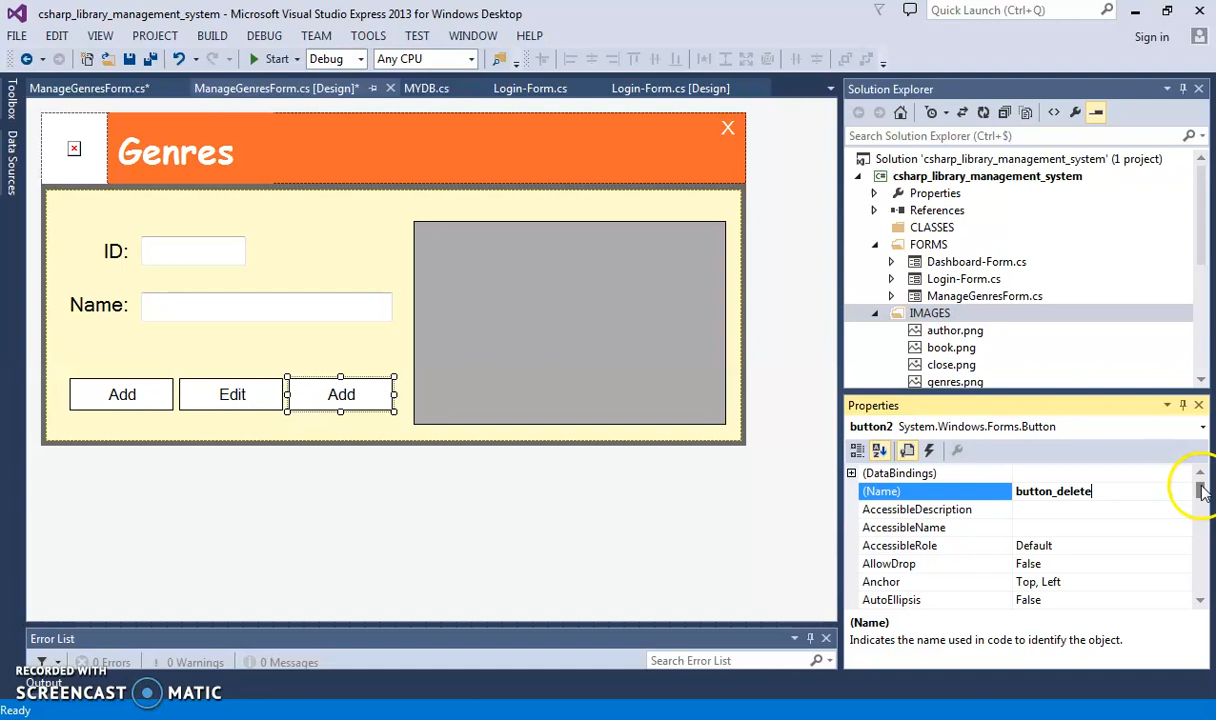 csharp_library_management_system - Microsoft Visual Studio Express 2013 for Windows Desktop
Quick Launch (Ctrl+Q)
FILE EDIT VIEW PROJECT BUILD DEBUG TEAM TOOLS TEST WINDOW HELP
Sign in
Start Debug Any CPU
Toolbox
Data Sources
ManageGenresForm.cs* ManageGenresForm.cs [Design]* MYDB.cs Login-Form.cs Login-Form.cs [Design]
Genres
X
ID:
Name:
Add Edit Add
Solution Explorer
Search Solution Explorer (Ctrl+$)
Solution 'csharp_library_management_system' (1 project)
csharp_library_management_system
Properties
References
CLASSES
FORMS
Dashboard-Form.cs
Login-Form.cs
ManageGenresForm.cs
IMAGES
author.png
book.png
close.png
genres.png
Properties
button2 System.Windows.Forms.Button
(DataBindings)
(Name) button_delete
AccessibleDescription
AccessibleName
AccessibleRole Default
AllowDrop False
Anchor Top, Left
AutoEllipsis False
(Name)
Indicates the name used in code to identify the object.
Error List
0 Errors 0 Warnings 0 Messages
Search Error List
Output
RECORDED WITH
SCREENCAST MATIC
Ready